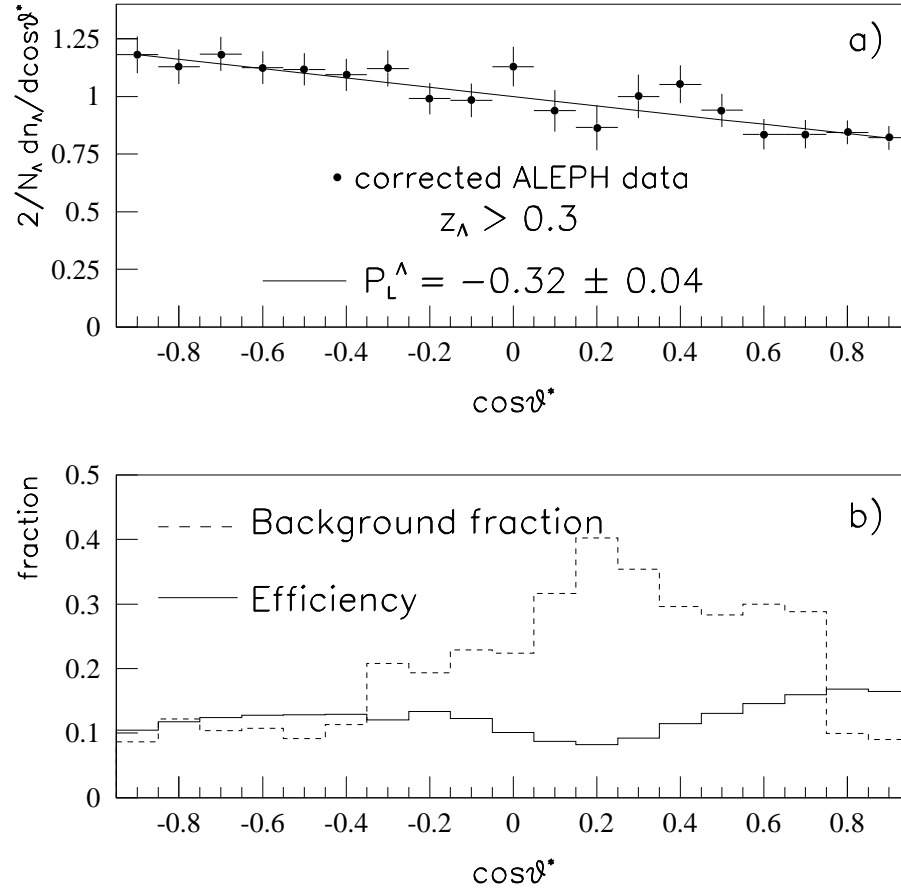 a)
2/N_Λ dn_Λ/dcosϑ*
1.25
1
0.75
0.5
0.25
0
• corrected ALEPH data
z_Λ > 0.3
P_L^Λ = −0.32 ± 0.04
-0.8 -0.6 -0.4 -0.2 0 0.2 0.4 0.6 0.8
cosϑ*
b)
fraction
0.5
0.4
0.3
0.2
0.1
0
Background fraction
Efficiency
-0.8 -0.6 -0.4 -0.2 0 0.2 0.4 0.6 0.8
cosϑ*